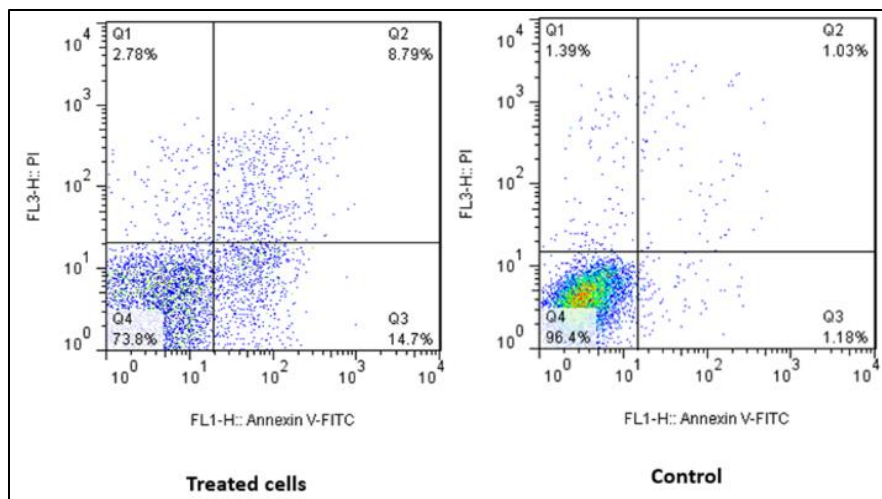 Q1
2.78%
Q2
8.79%
Q4
73.8%
Q3
14.7%
10^4
10^3
10^2
10^1
10^0
FL3-H:: PI
10^0 10^1 10^2 10^3 10^4
FL1-H:: Annexin V-FITC
Treated cells
Q1
1.39%
Q2
1.03%
Q4
96.4%
Q3
1.18%
10^4
10^3
10^2
10^1
10^0
FL3-H:: PI
10^0 10^1 10^2 10^3 10^4
FL1-H:: Annexin V-FITC
Control